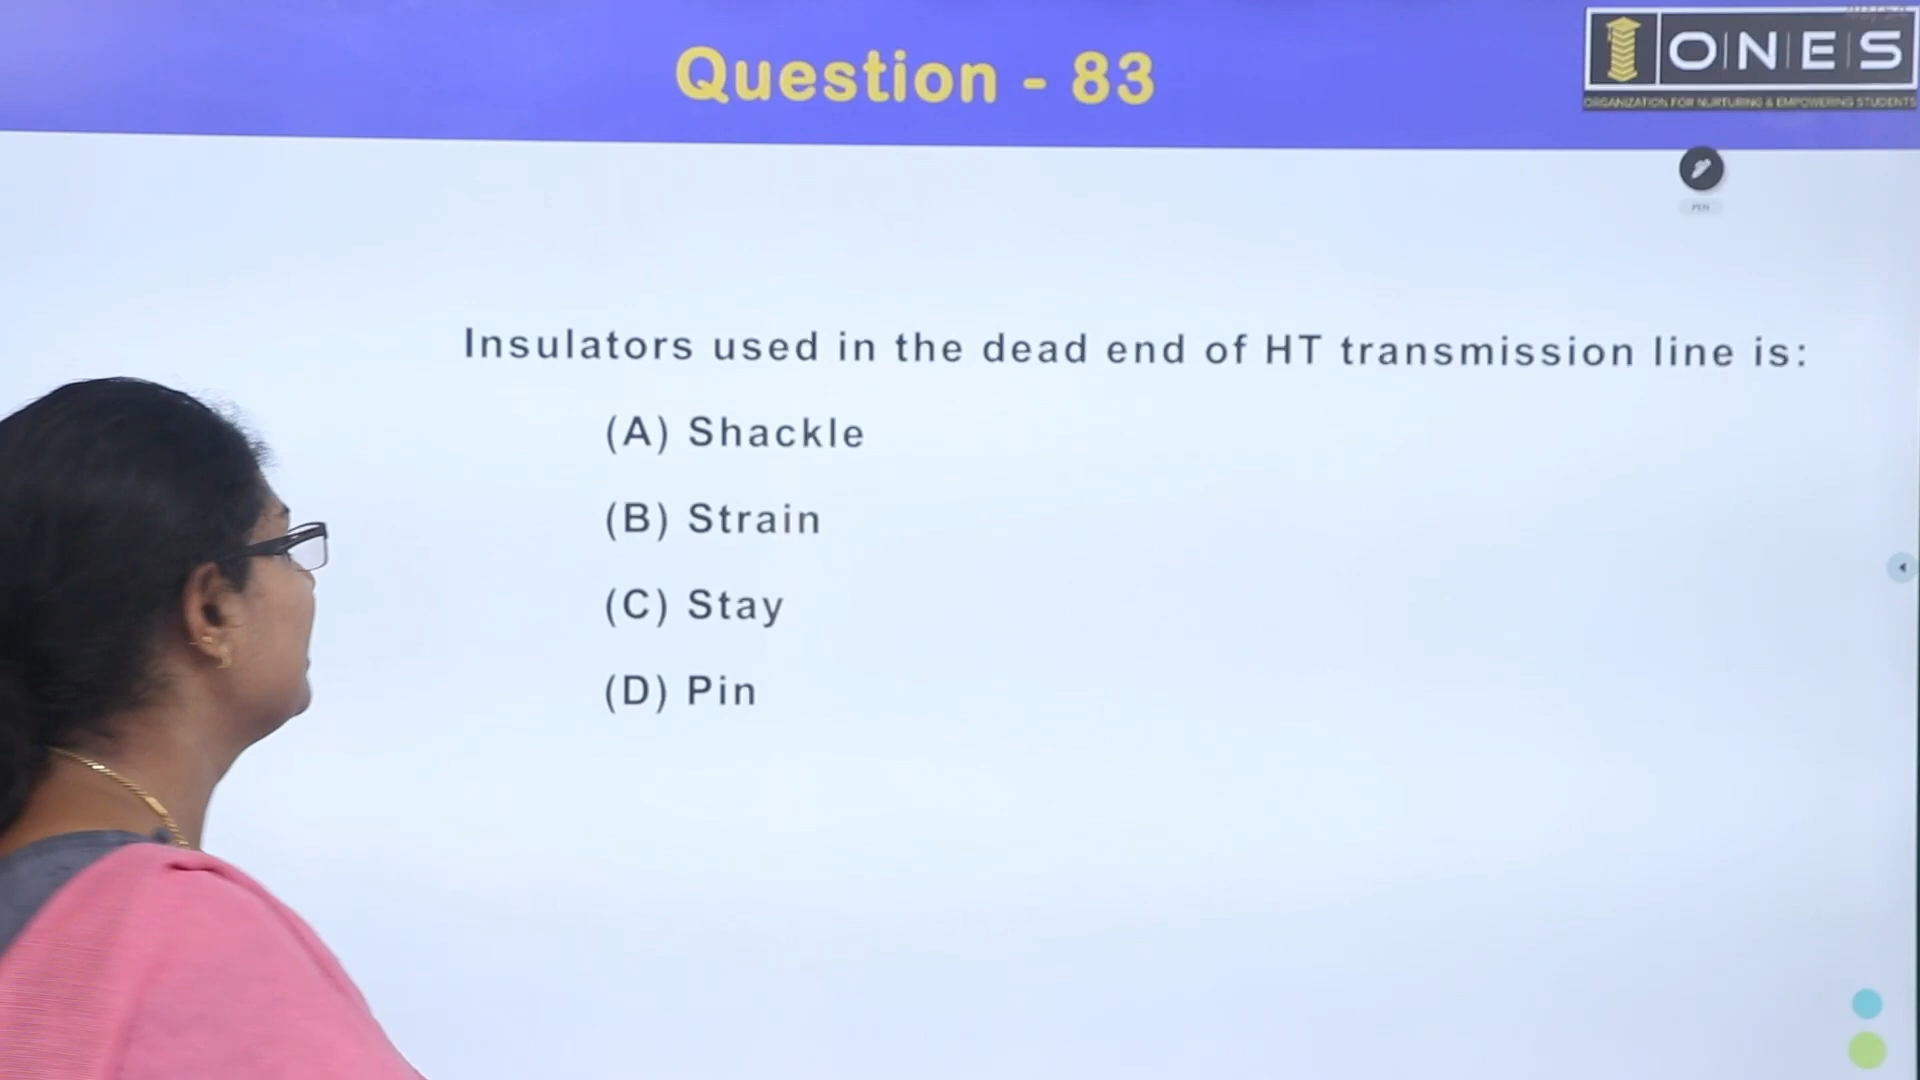 Question - 83
ONES
ORGANIZATION FOR NURTURING & EMPOWERING STUDENTS
PEN
Insulators used in the dead end of HT transmission line is:
(A) Shackle
(B) Strain
(C) Stay
(D) Pin